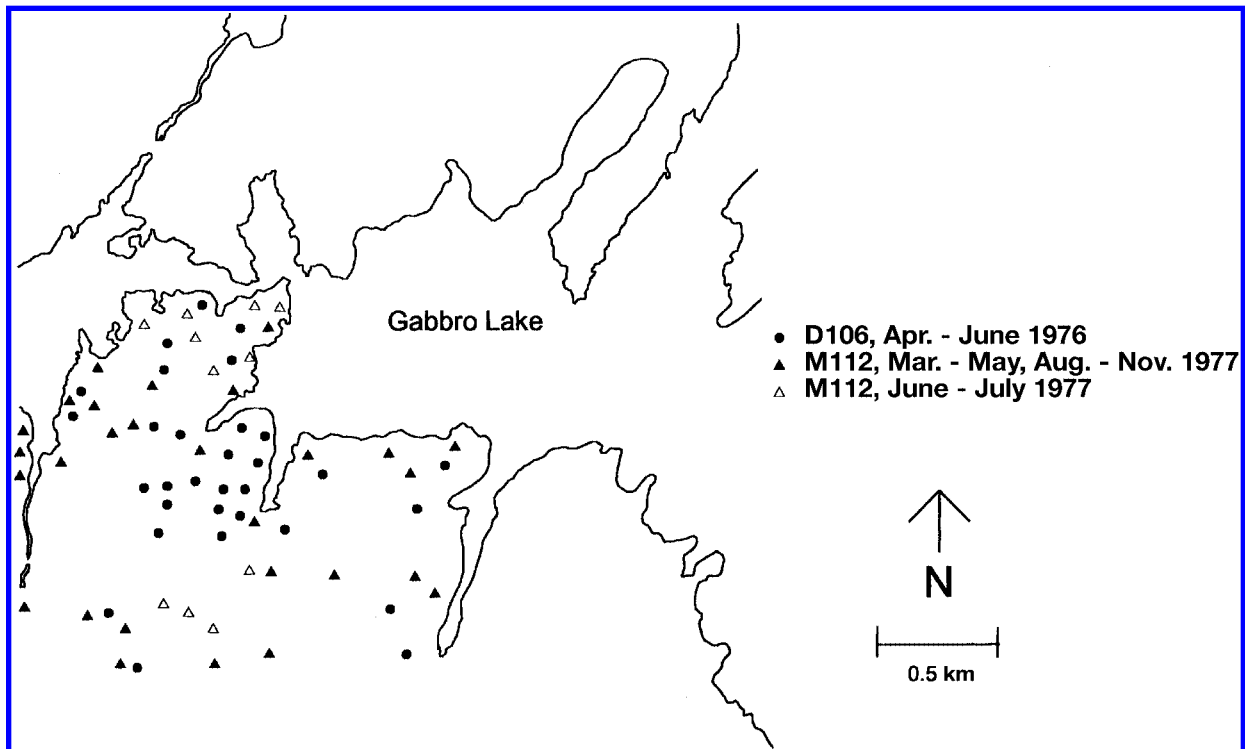 Gabbro Lake
D106, Apr. - June 1976
M112, Mar. - May, Aug. - Nov. 1977
M112, June - July 1977
N
0.5 km